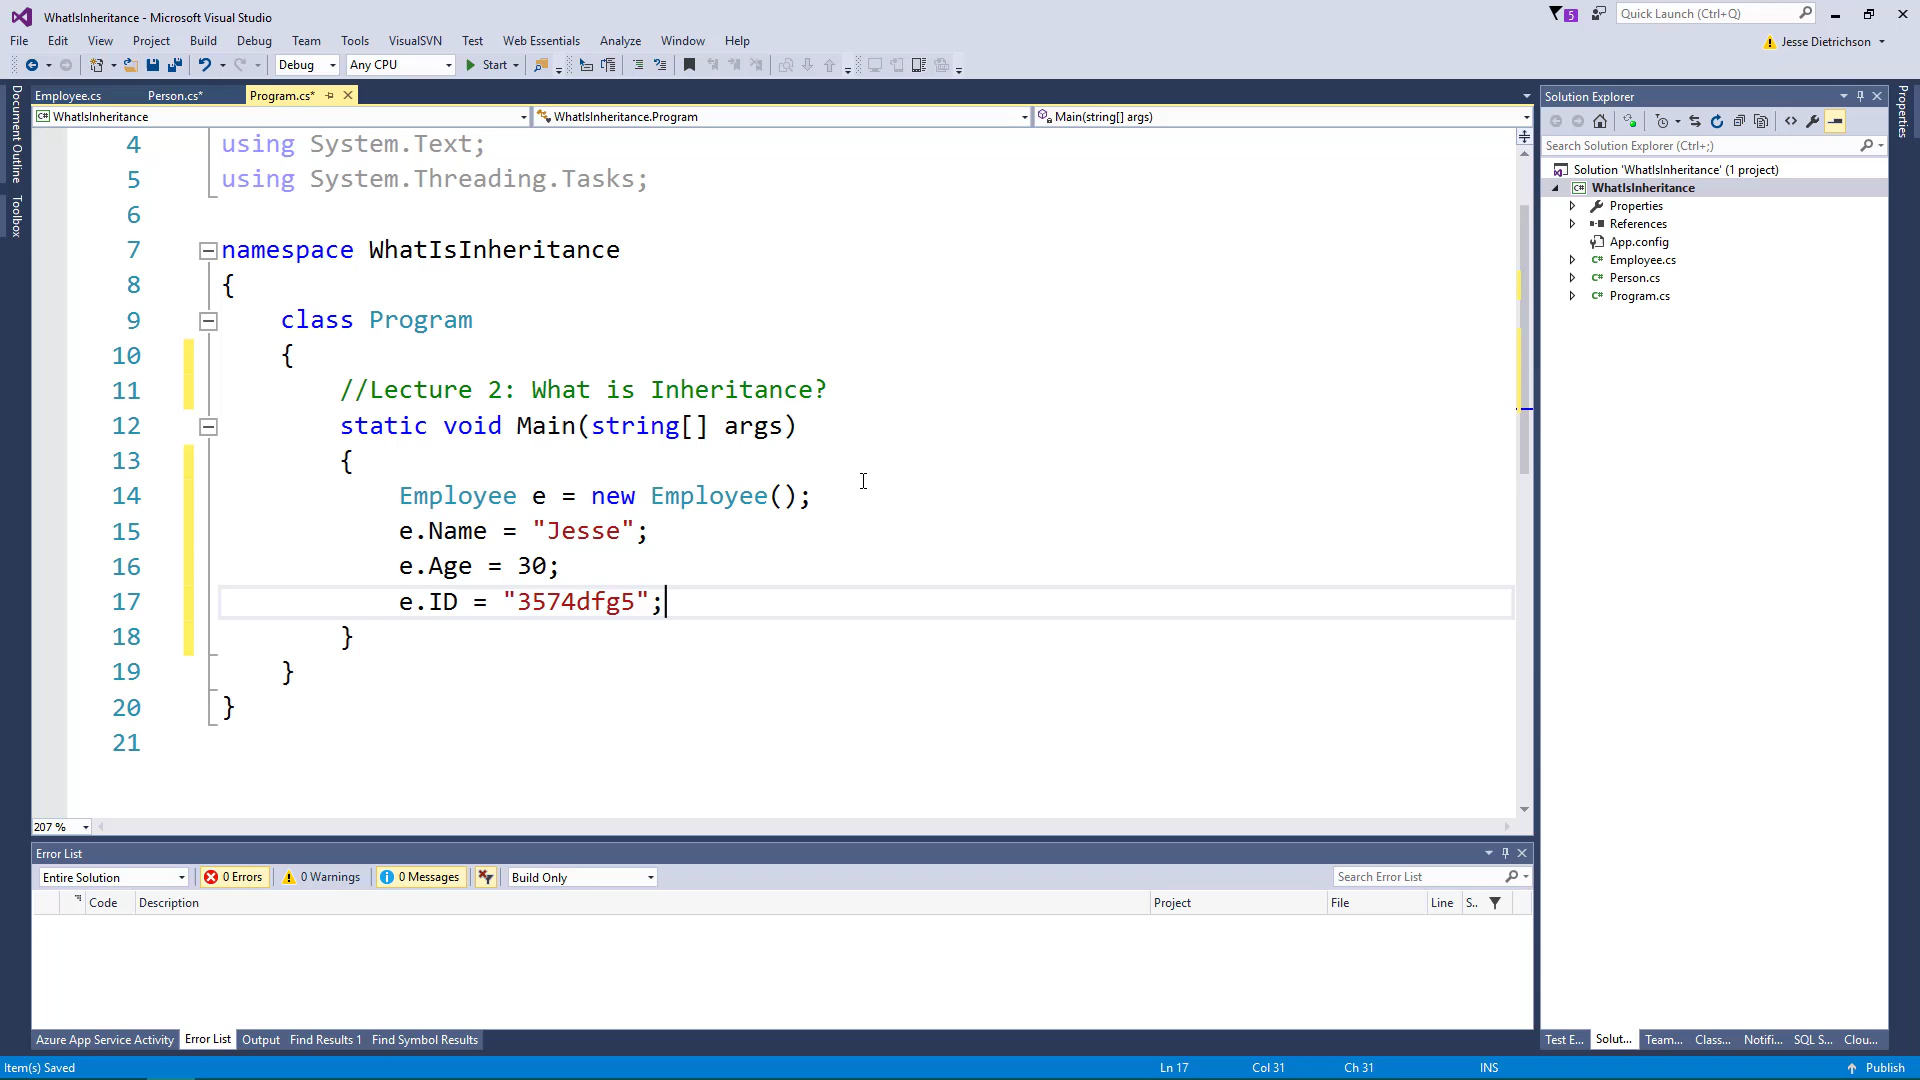 WhatIsInheritance - Microsoft Visual Studio
5
Quick Launch (Ctrl+Q)
File Edit View Project Build Debug Team Tools VisualSVN Test Web Essentials Analyze Window Help
Jesse Dietrichson
Debug Any CPU Start
Document Outline
Toolbox
Employee.cs Person.cs* Program.cs*
WhatIsInheritance WhatIsInheritance.Program Main(string[] args)
4 using System.Text;
5 using System.Threading.Tasks;
6
7 namespace WhatIsInheritance
8 {
9 class Program
10 {
11 //Lecture 2: What is Inheritance?
12 static void Main(string[] args)
13 {
14 Employee e = new Employee();
15 e.Name = "Jesse";
16 e.Age = 30;
17 e.ID = "3574dfg5";
18 }
19 }
20 }
21
207 %
Error List
Entire Solution 0 Errors 0 Warnings 0 Messages Build Only Search Error List
Code Description Project File Line S..
Azure App Service Activity Error List Output Find Results 1 Find Symbol Results
Solution Explorer
Search Solution Explorer (Ctrl+;)
Solution 'WhatIsInheritance' (1 project)
C# WhatIsInheritance
Properties
References
App.config
C# Employee.cs
C# Person.cs
C# Program.cs
Test E... Solut... Team... Class... Notifi... SQL S... Clou...
Properties
Item(s) Saved Ln 17 Col 31 Ch 31 INS Publish